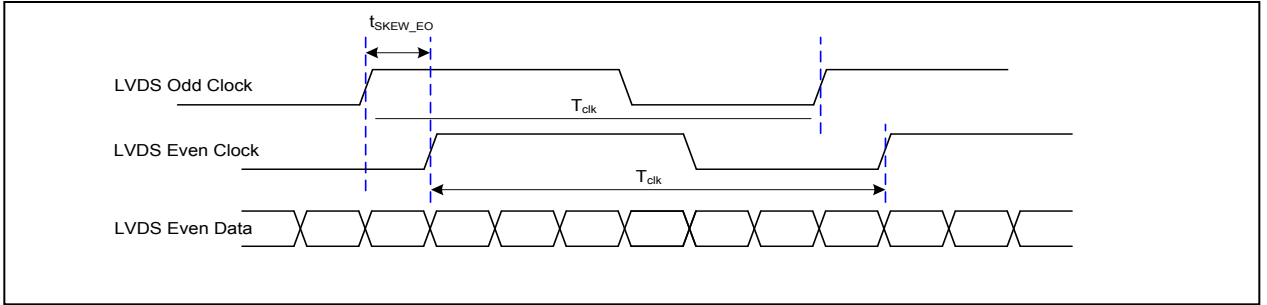 tSKEW_EO
LVDS Odd Clock
Tclk
LVDS Even Clock
Tclk
LVDS Even Data